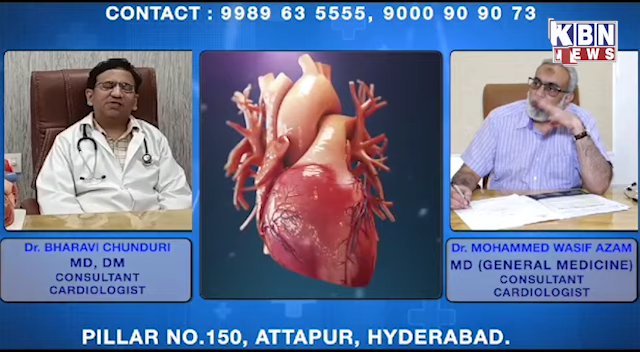 CONTACT : 9989 63 5555, 9000 90 90 73
KBN
NEWS
Dr. BHARAVI CHUNDURI
MD, DM
CONSULTANT
CARDIOLOGIST
Dr. MOHAMMED WASIF AZAM
MD (GENERAL MEDICINE)
CONSULTANT
CARDIOLOGIST
PILLAR NO.150, ATTAPUR, HYDERABAD.